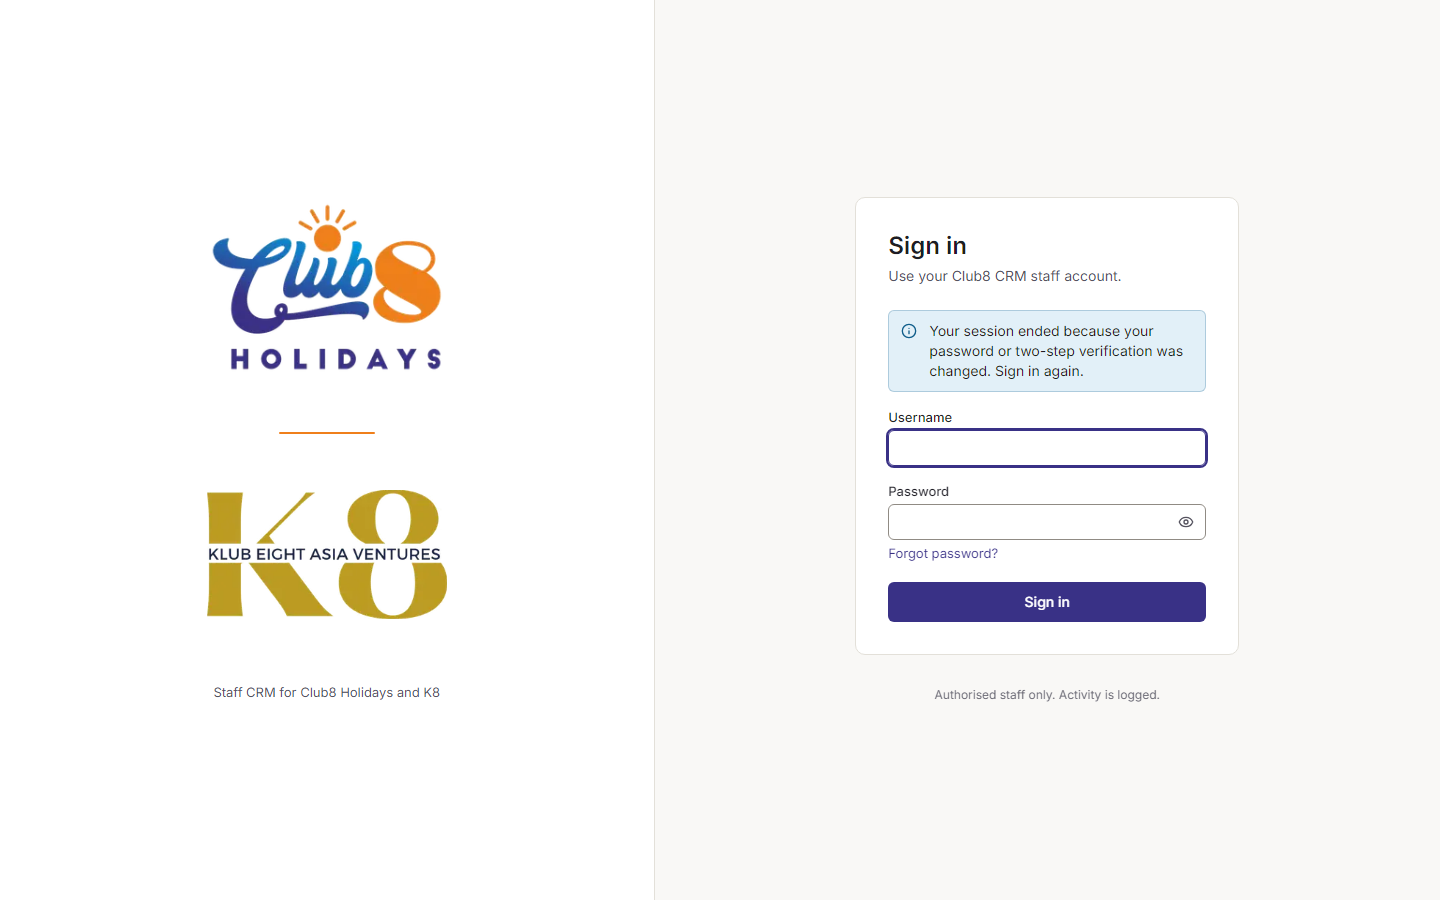 Club8
HOLIDAYS
K8
KLUB EIGHT ASIA VENTURES
Staff CRM for Club8 Holidays and K8
Sign in
Use your Club8 CRM staff account.
Your session ended because your
password or two-step verification was
changed. Sign in again.
Username
Password
Forgot password?
Sign in
Authorised staff only. Activity is logged.